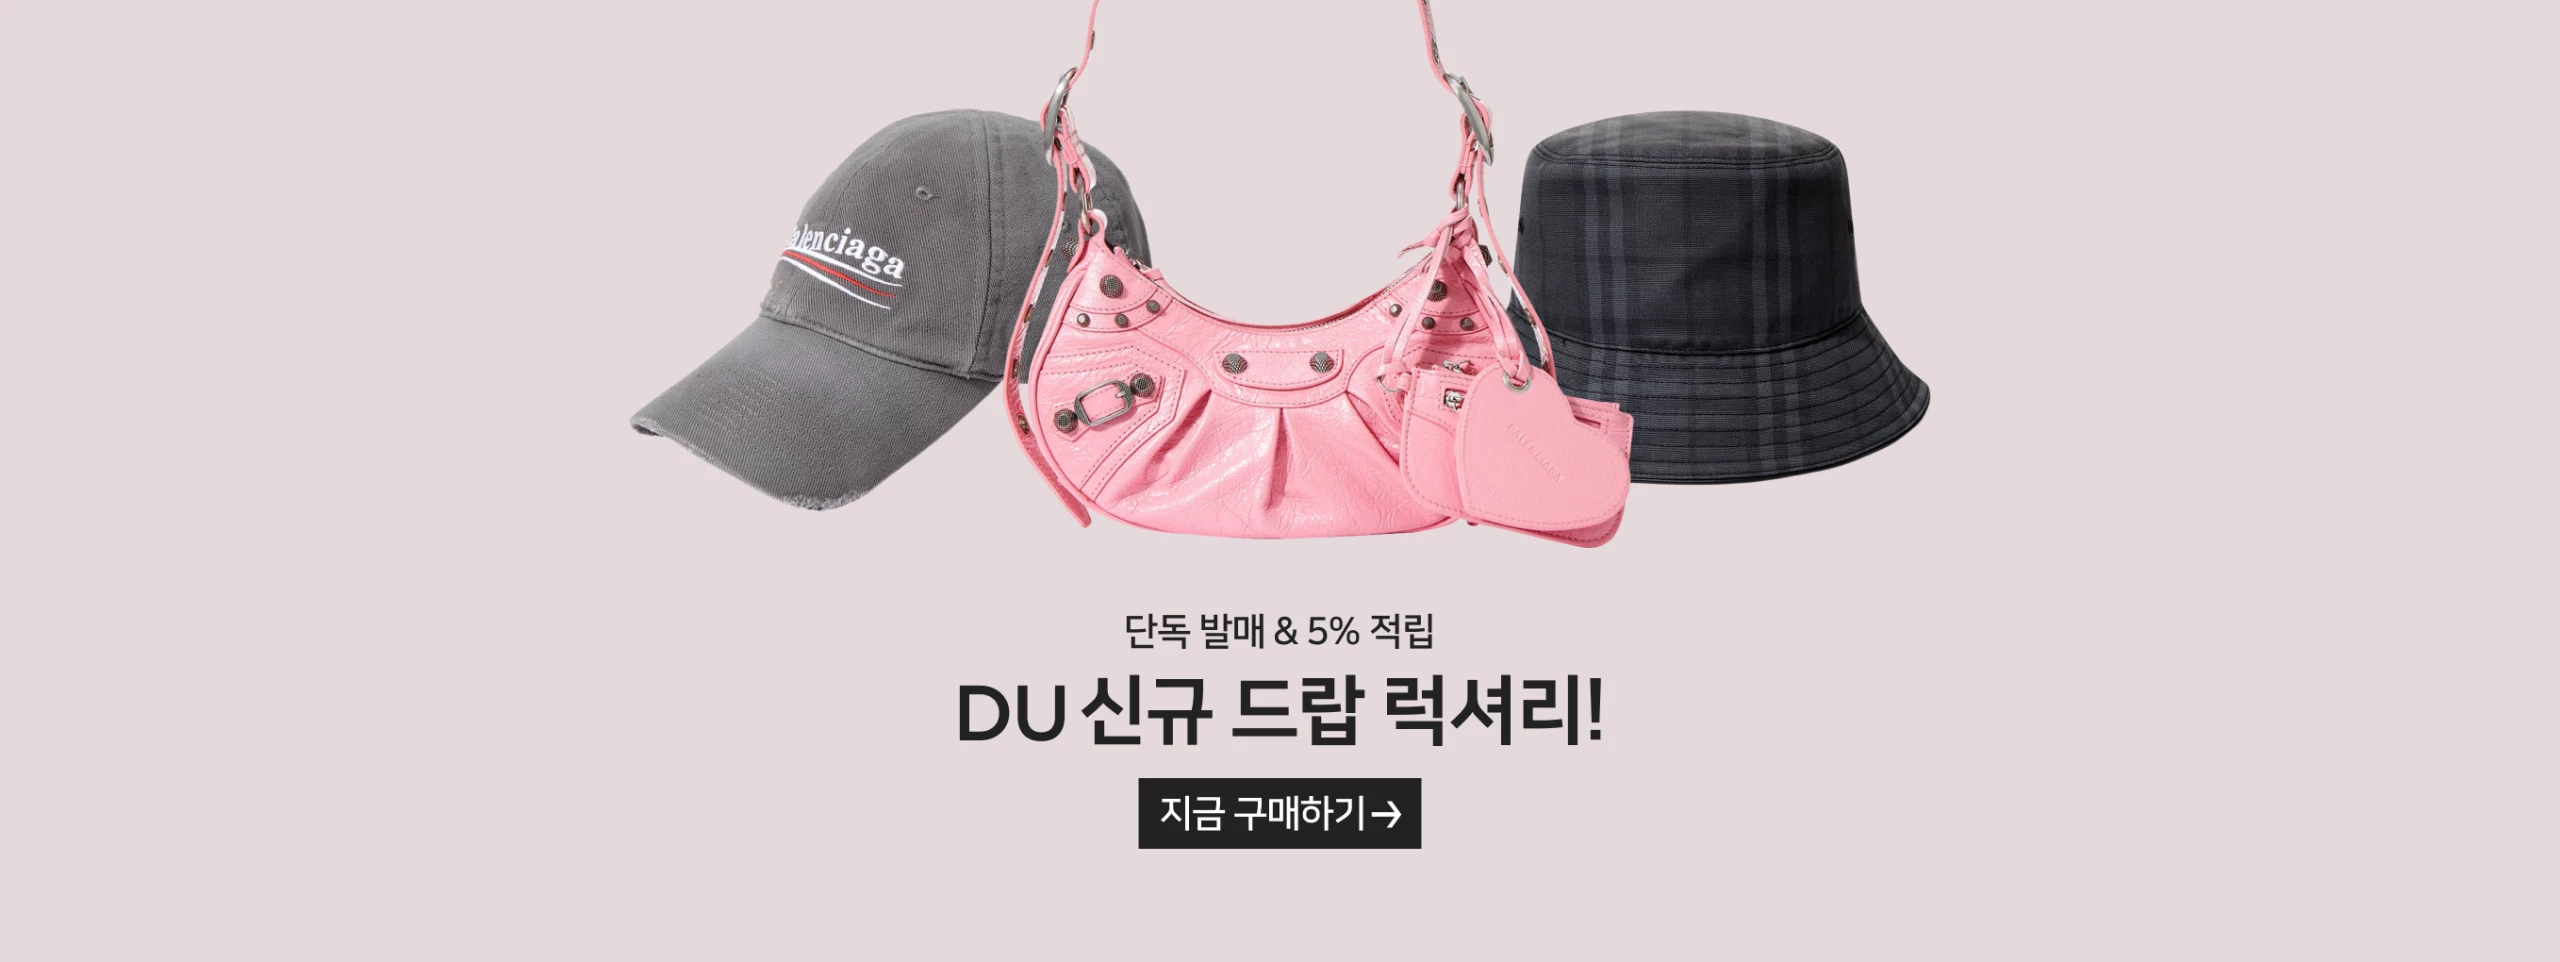 Balenciaga
BALENCIAGA
단독 발매 & 5% 적립
DU 신규 드랍 럭셔리!
지금 구매하기→